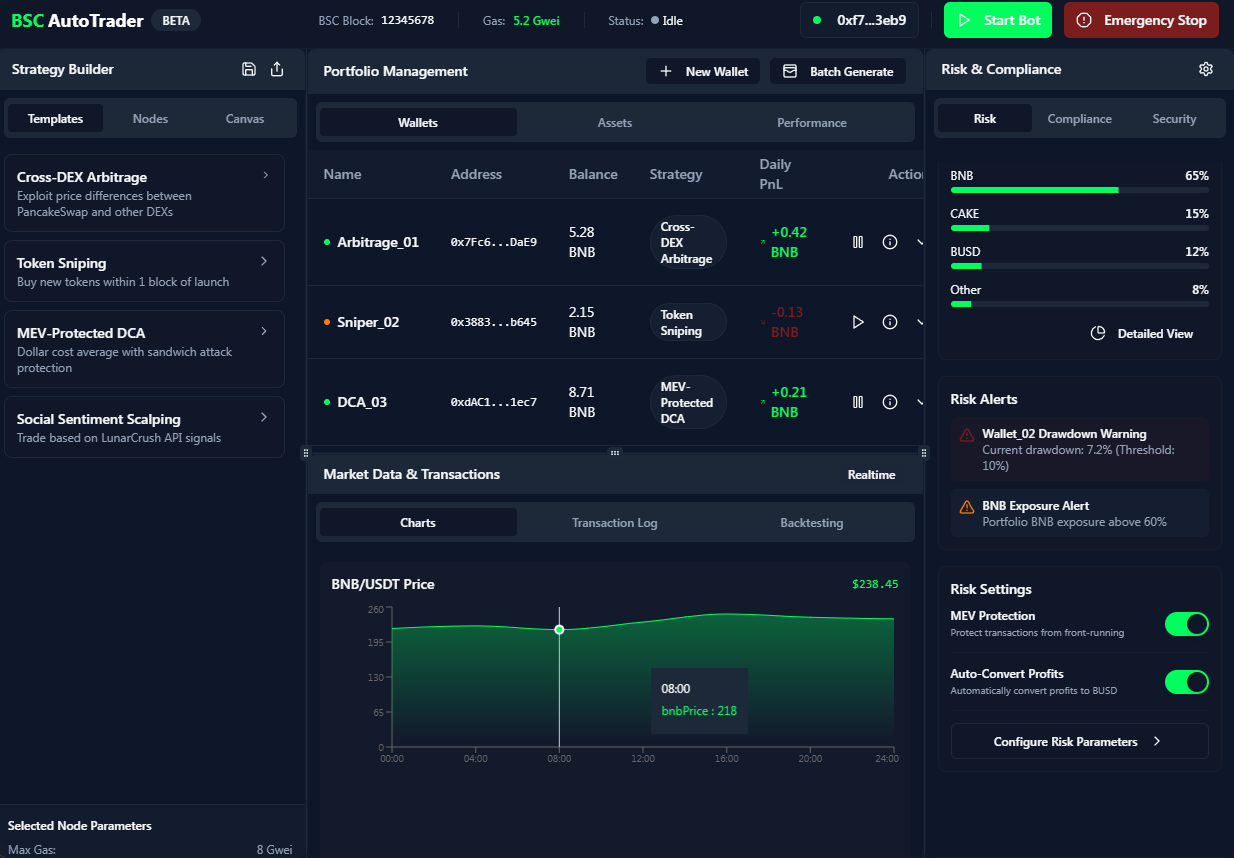 BSC AutoTrader BETA
BSC Block: 12345678
Gas: 5.2 Gwei
Status: Idle
0xf7...3eb9
Start Bot
Emergency Stop
Strategy Builder
Templates
Nodes
Canvas
Cross-DEX Arbitrage
Exploit price differences between
PancakeSwap and other DEXs
Token Sniping
Buy new tokens within 1 block of launch
MEV-Protected DCA
Dollar cost average with sandwich attack
protection
Social Sentiment Scalping
Trade based on LunarCrush API signals
Selected Node Parameters
Max Gas: 8 Gwei
Portfolio Management
New Wallet
Batch Generate
Wallets
Assets
Performance
Name Address Balance Strategy Daily
PnL
Actio
Arbitrage_01 0x7Fc6...DaE9 5.28
BNB
Cross-
DEX
Arbitrage
+0.42
BNB
Sniper_02 0x3883...b645 2.15
BNB
Token
Sniping
-0.13
BNB
DCA_03 0xdAC1...1ec7 8.71
BNB
MEV-
Protected
DCA
+0.21
BNB
Market Data & Transactions
Realtime
Charts
Transaction Log
Backtesting
BNB/USDT Price
$238.45
260
195
130
65
0
08:00
bnbPrice : 218
00:00 04:00 08:00 12:00 16:00 20:00 24:00
Risk & Compliance
Risk
Compliance
Security
BNB 65%
CAKE 15%
BUSD 12%
Other 8%
Detailed View
Risk Alerts
Wallet_02 Drawdown Warning
Current drawdown: 7.2% (Threshold:
10%)
BNB Exposure Alert
Portfolio BNB exposure above 60%
Risk Settings
MEV Protection
Protect transactions from front-running
Auto-Convert Profits
Automatically convert profits to BUSD
Configure Risk Parameters